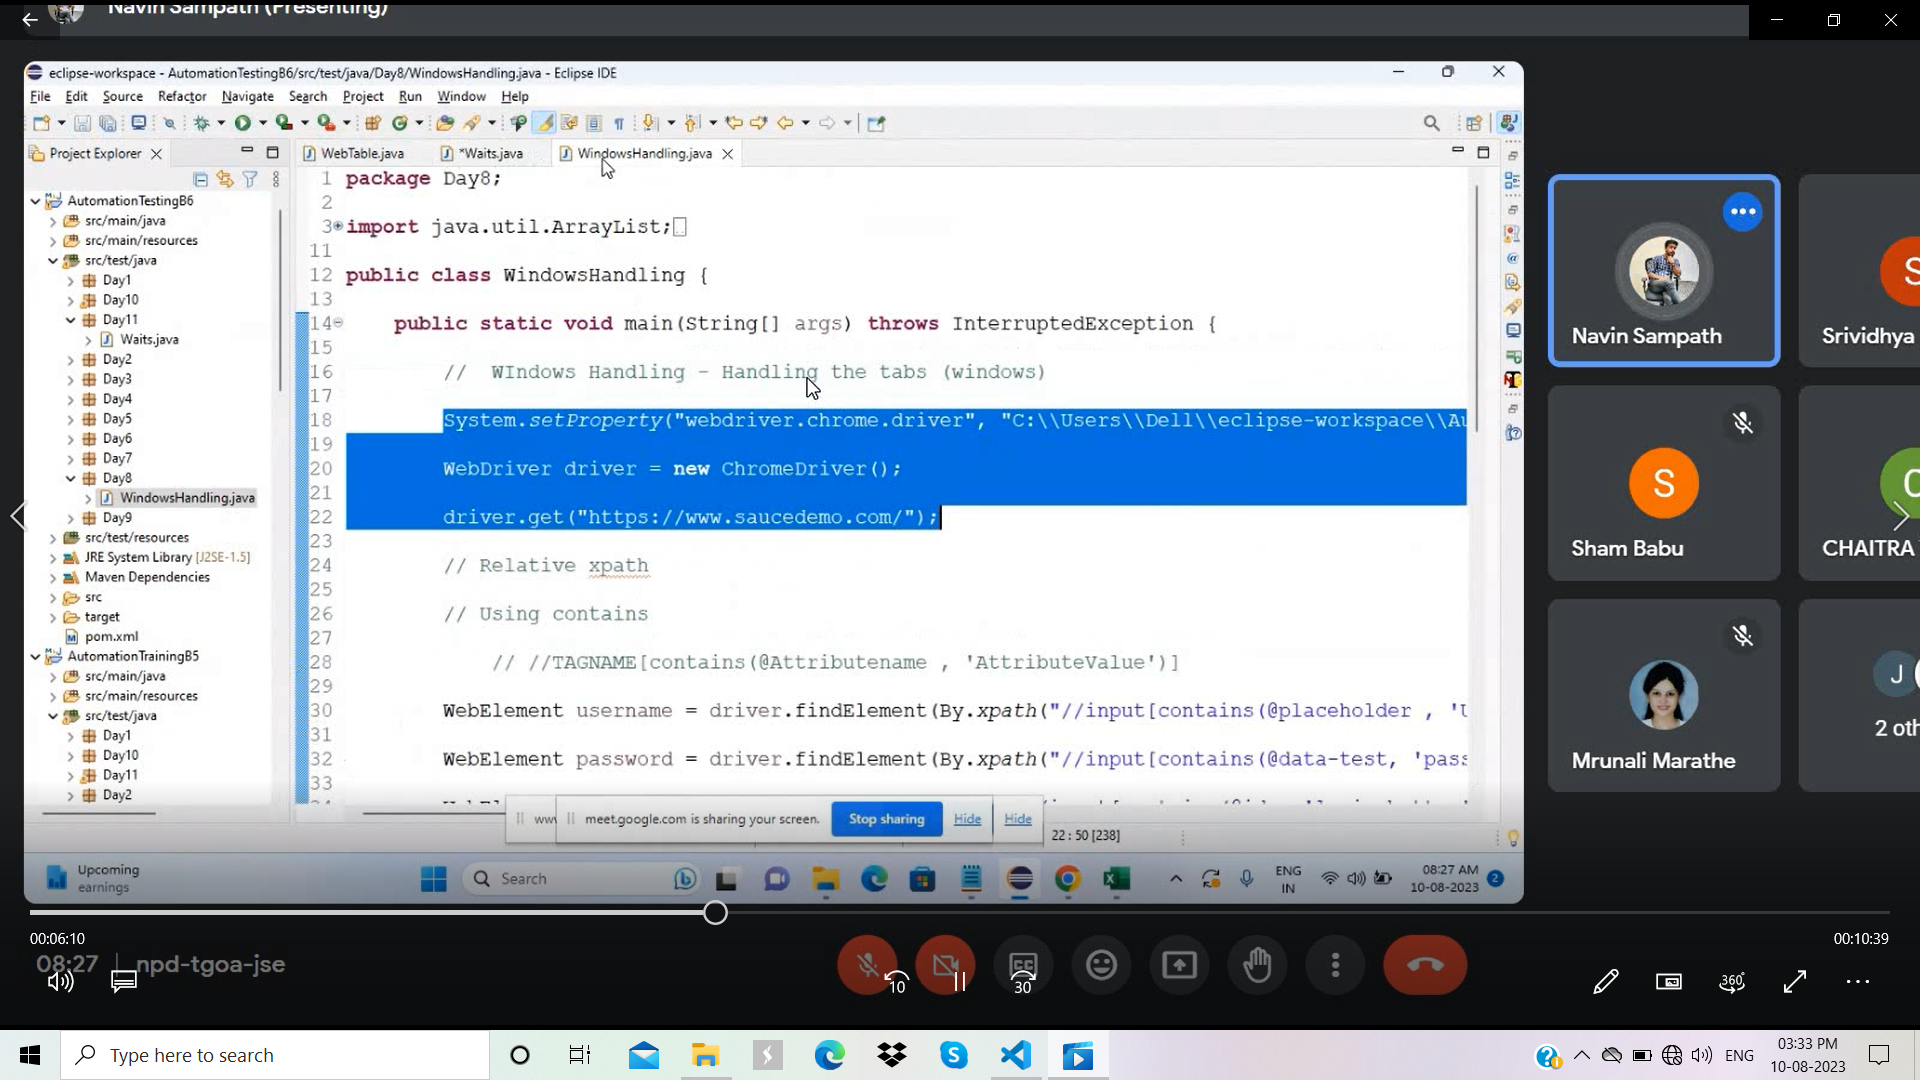 Navin Sampath (Presenting)
eclipse-workspace - AutomationTestingB6/src/test/java/Day8/WindowsHandling.java - Eclipse IDE
File Edit Source Refactor Navigate Search Project Run Window Help
Project Explorer
WebTable.java
*Waits.java
WindowsHandling.java
AutomationTestingB6
src/main/java
src/main/resources
src/test/java
Day1
Day10
Day11
Waits.java
Day2
Day3
Day4
Day5
Day6
Day7
Day8
WindowsHandling.java
Day9
src/test/resources
JRE System Library [J2SE-1.5]
Maven Dependencies
src
target
pom.xml
AutomationTrainingB5
src/main/java
src/main/resources
src/test/java
Day1
Day10
Day11
Day2
1 package Day8;
2
3 import java.util.ArrayList;
11
12 public class WindowsHandling {
13
14 public static void main(String[] args) throws InterruptedException {
15
16 // WIndows Handling - Handling the tabs (windows)
17
18 System.setProperty("webdriver.chrome.driver", "C:\\Users\\Dell\\eclipse-workspace\\Au
19
20 WebDriver driver = new ChromeDriver();
21
22 driver.get("https://www.saucedemo.com/");
23
24 // Relative xpath
25
26 // Using contains
27
28 // //TAGNAME[contains(@Attributename , 'AttributeValue')]
29
30 WebElement username = driver.findElement(By.xpath("//input[contains(@placeholder , 'U
31
32 WebElement password = driver.findElement(By.xpath("//input[contains(@data-test, 'pass
33
www
meet.google.com is sharing your screen.
Stop sharing
Hide
Hide
22 : 50 [238]
Upcoming
earnings
Search
ENG
IN
08:27 AM
10-08-2023
2
Navin Sampath
Srividhya
S
Sham Babu
CHAITRA
Mrunali Marathe
J
2 oth
00:06:10
00:10:39
08:27 | npd-tgoa-jse
CC
10
30
360°
Type here to search
ENG
03:33 PM
10-08-2023